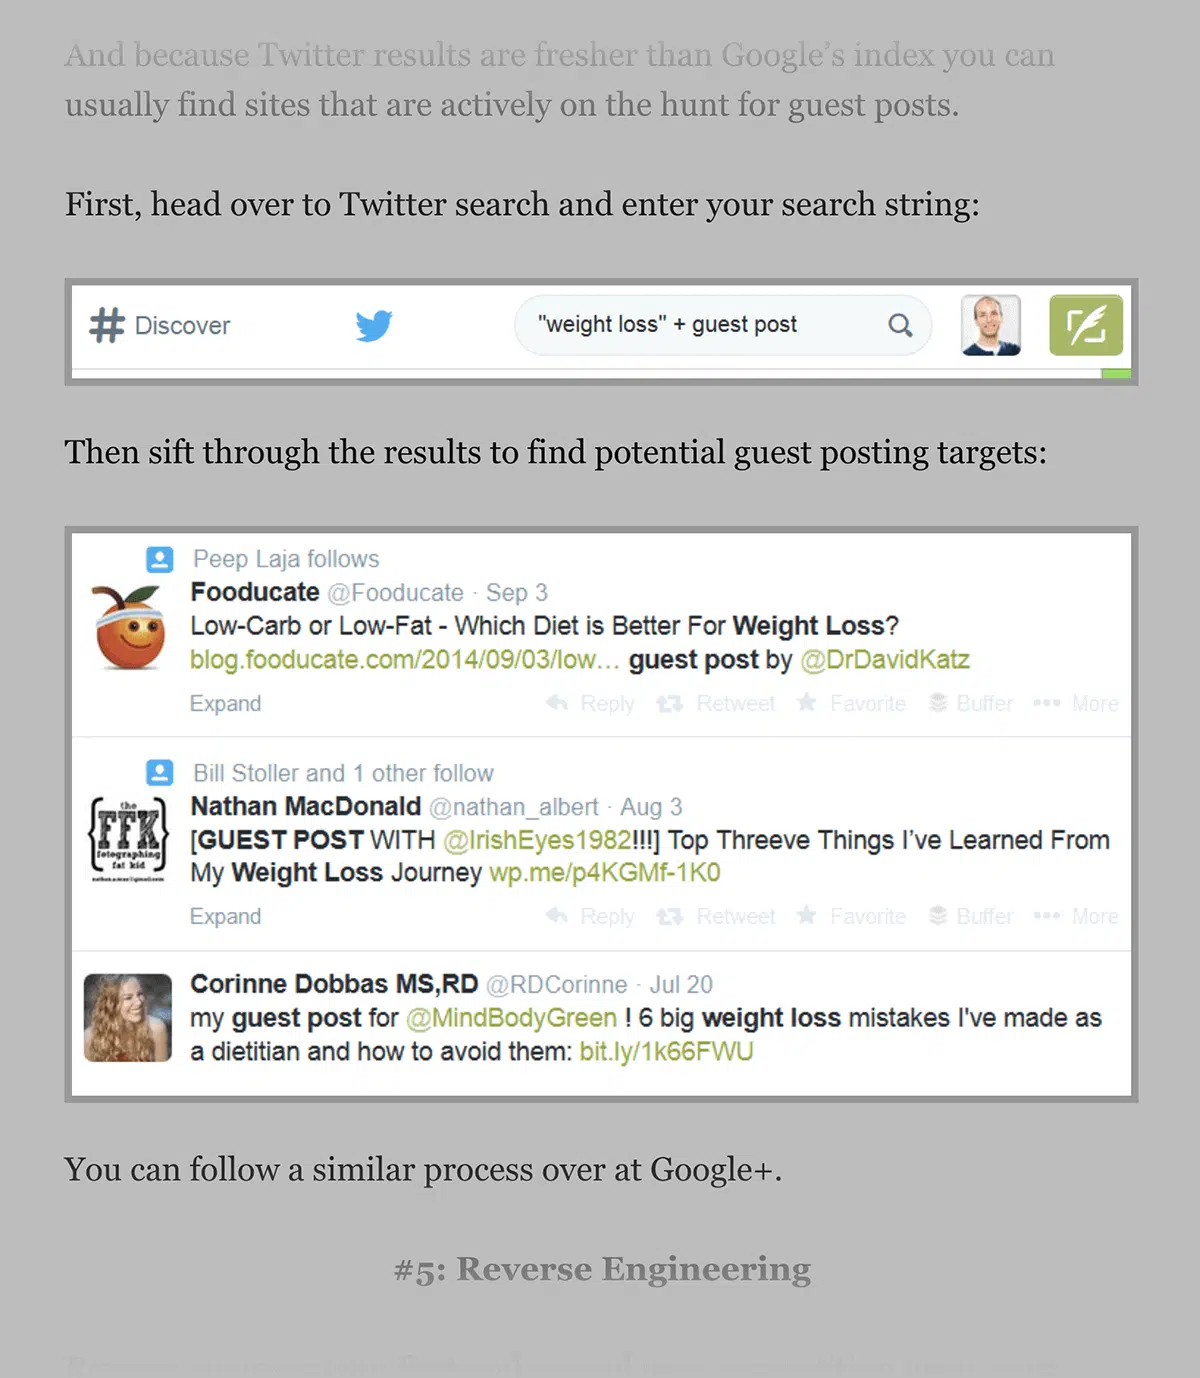 And because Twitter results are fresher than Google’s index you can
usually find sites that are actively on the hunt for guest posts.
First, head over to Twitter search and enter your search string:
# Discover
"weight loss" + guest post
Then sift through the results to find potential guest posting targets:
Peep Laja follows
Fooducate @Fooducate · Sep 3
Low-Carb or Low-Fat - Which Diet is Better For Weight Loss?
blog.fooducate.com/2014/09/03/low… guest post by @DrDavidKatz
Expand Reply Retweet Favorite Buffer More
Bill Stoller and 1 other follow
the
FFK
fotographing
fat kid
Nathan MacDonald @nathan_albert · Aug 3
[GUEST POST WITH @IrishEyes1982!!!] Top Threeve Things I’ve Learned From
My Weight Loss Journey wp.me/p4KGMf-1K0
Expand Reply Retweet Favorite Buffer More
Corinne Dobbas MS,RD @RDCorinne · Jul 20
my guest post for @MindBodyGreen ! 6 big weight loss mistakes I've made as
a dietitian and how to avoid them: bit.ly/1k66FWU
You can follow a similar process over at Google+.
#5: Reverse Engineering